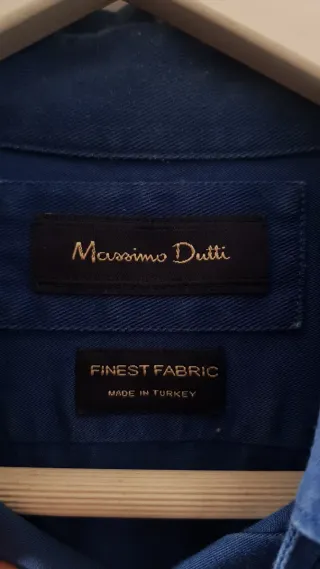 Massimo Dutti
FINEST FABRIC
MADE IN TURKEY